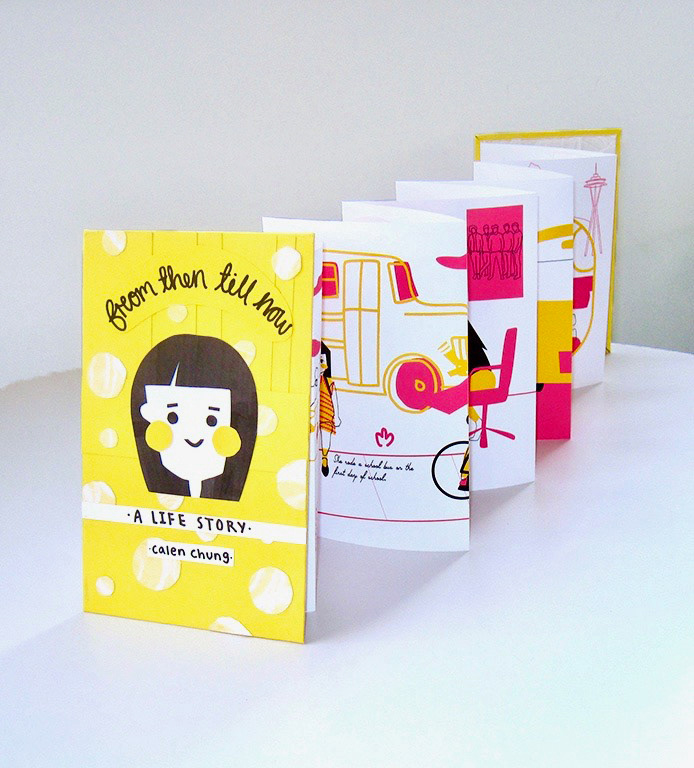 from then till now
·A LIFE STORY·
·calen chung·
She rode a school bus on the
first day of school.